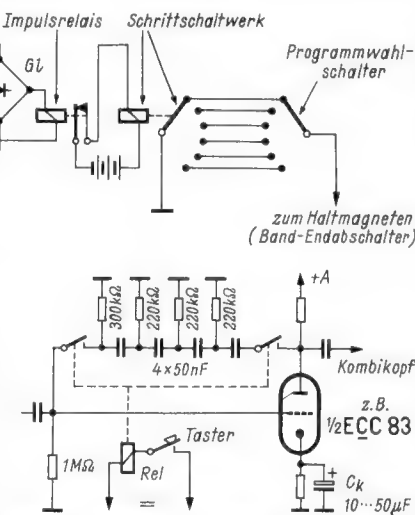 Impulsrelais
Schrittschaltwerk
Gl
Programmwahl-
schalter
zum Haltmagneten
(Band-Endabschalter)
+A
300kΩ
220kΩ
220kΩ
220kΩ
4×50nF
Kombikopf
z.B.
½ECC 83
Taster
1MΩ
Rel
=
+
Ck
10...50µF